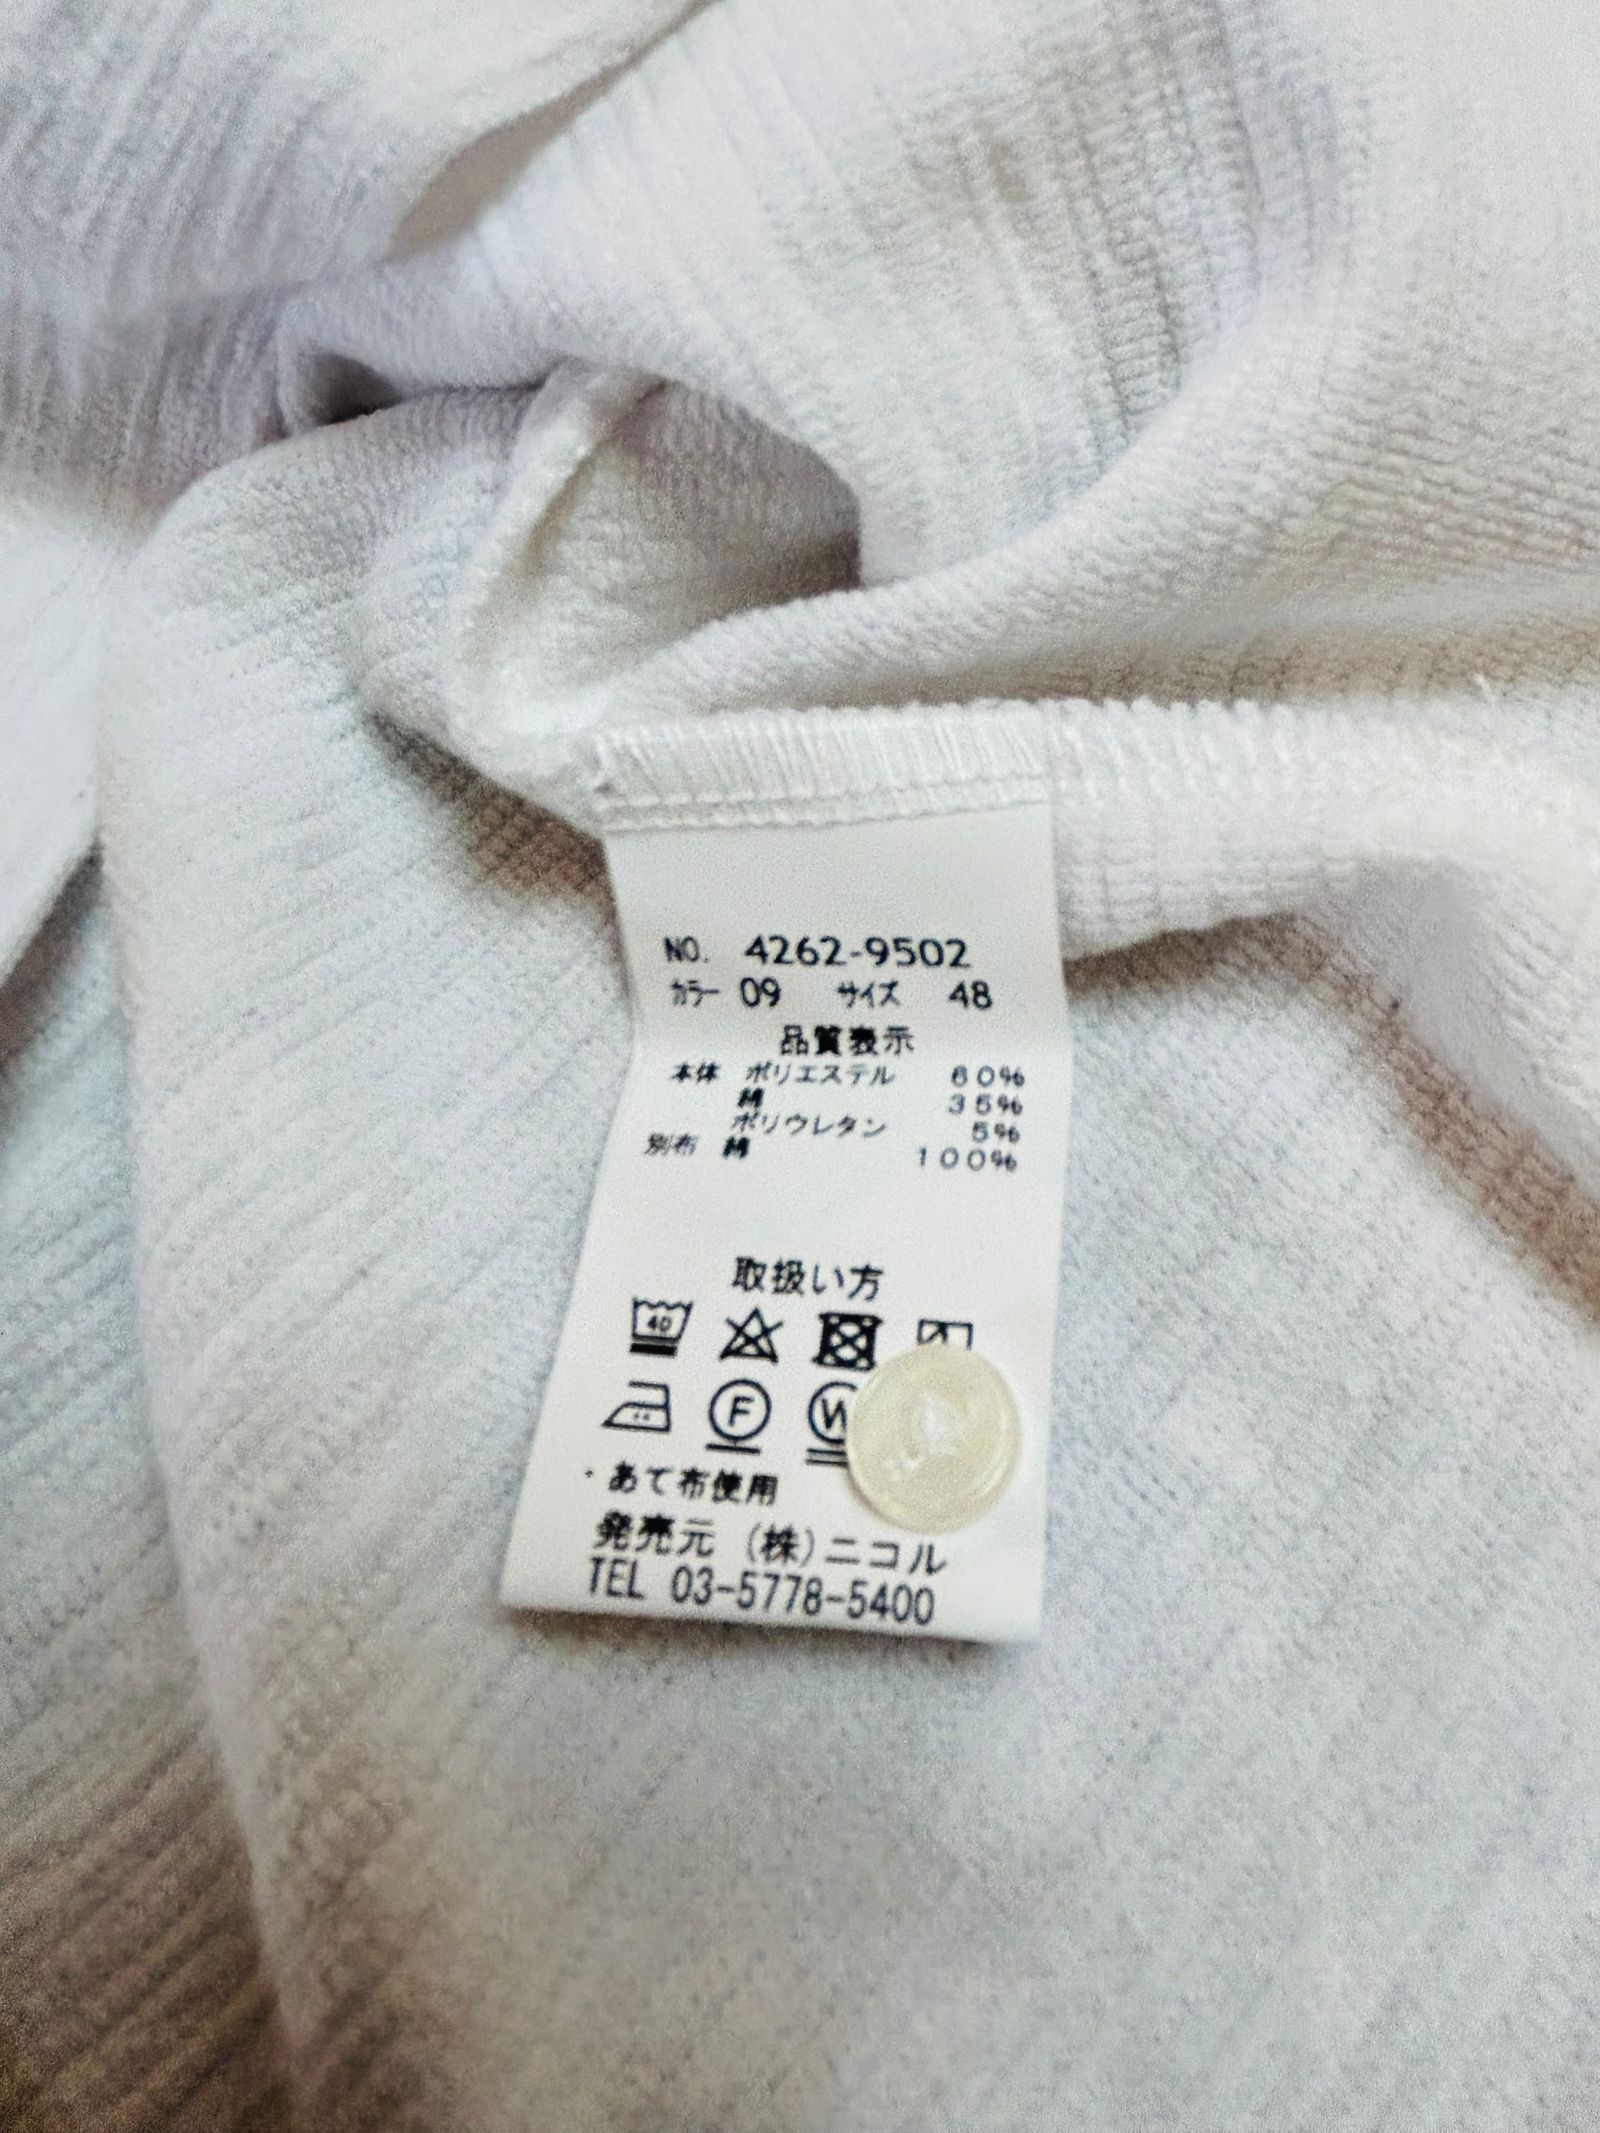 NO. 4262-9502
カラー 09 サイズ 48
品質表示
本体 ポリエステル 60%
綿 35%
ポリウレタン 5%
別布 綿 100%
取扱い方
40
F W
・あて布使用
発売元 (株)ニコル
TEL 03-5778-5400